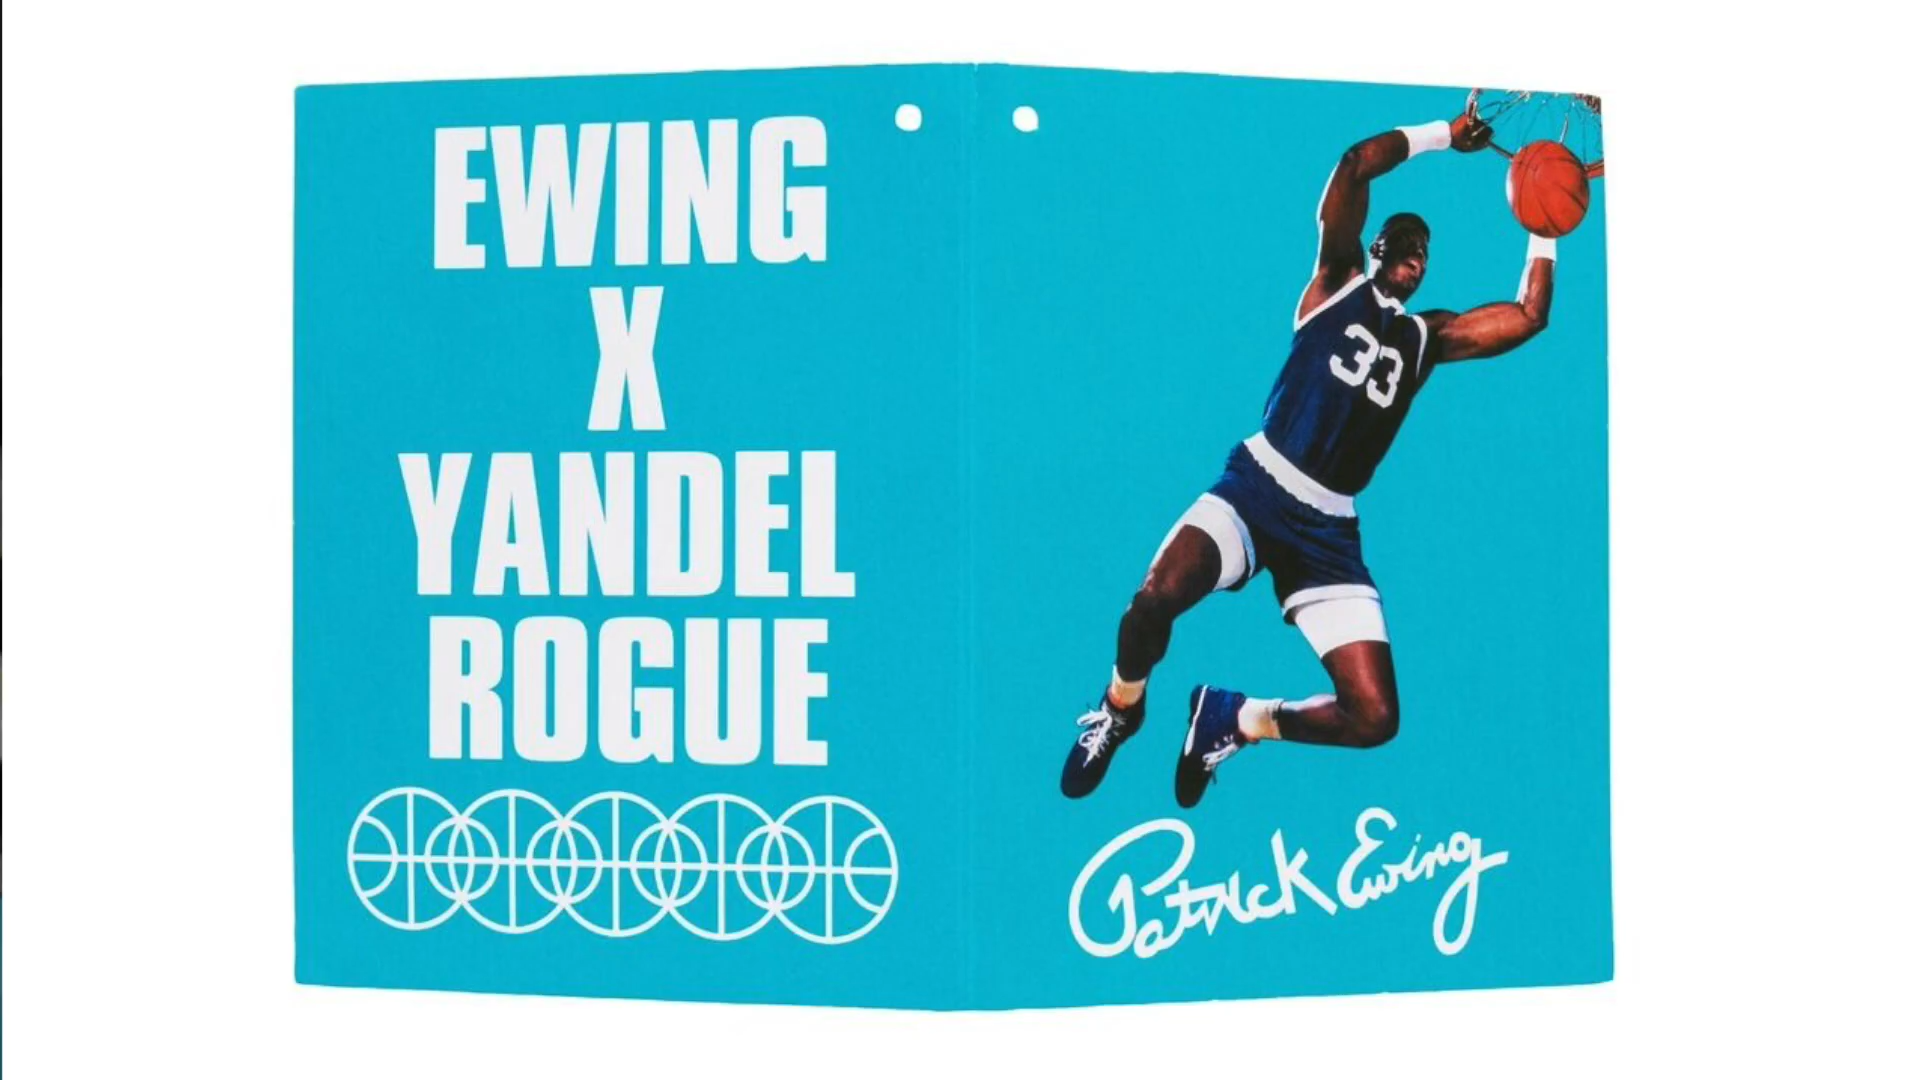 EWING
X
YANDEL
ROGUE
33
Patrick Ewing